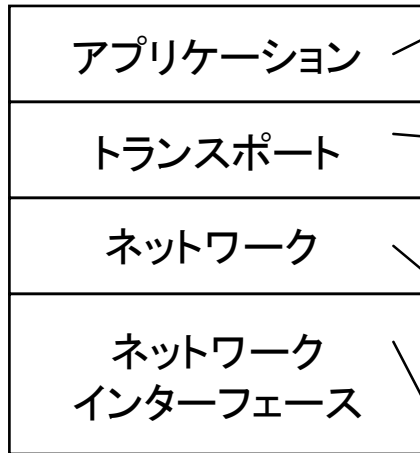 アプリケーション
トランスポート
ネットワーク
ネットワーク
インターフェース